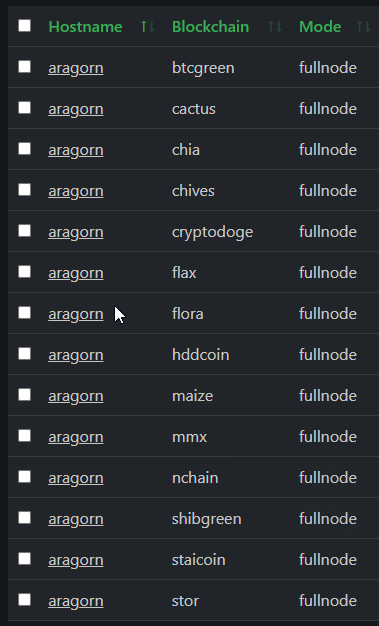 Hostname Blockchain Mode
aragorn btcgreen fullnode
aragorn cactus fullnode
aragorn chia fullnode
aragorn chives fullnode
aragorn cryptodoge fullnode
aragorn flax fullnode
aragorn flora fullnode
aragorn hddcoin fullnode
aragorn maize fullnode
aragorn mmx fullnode
aragorn nchain fullnode
aragorn shibgreen fullnode
aragorn staicoin fullnode
aragorn stor fullnode